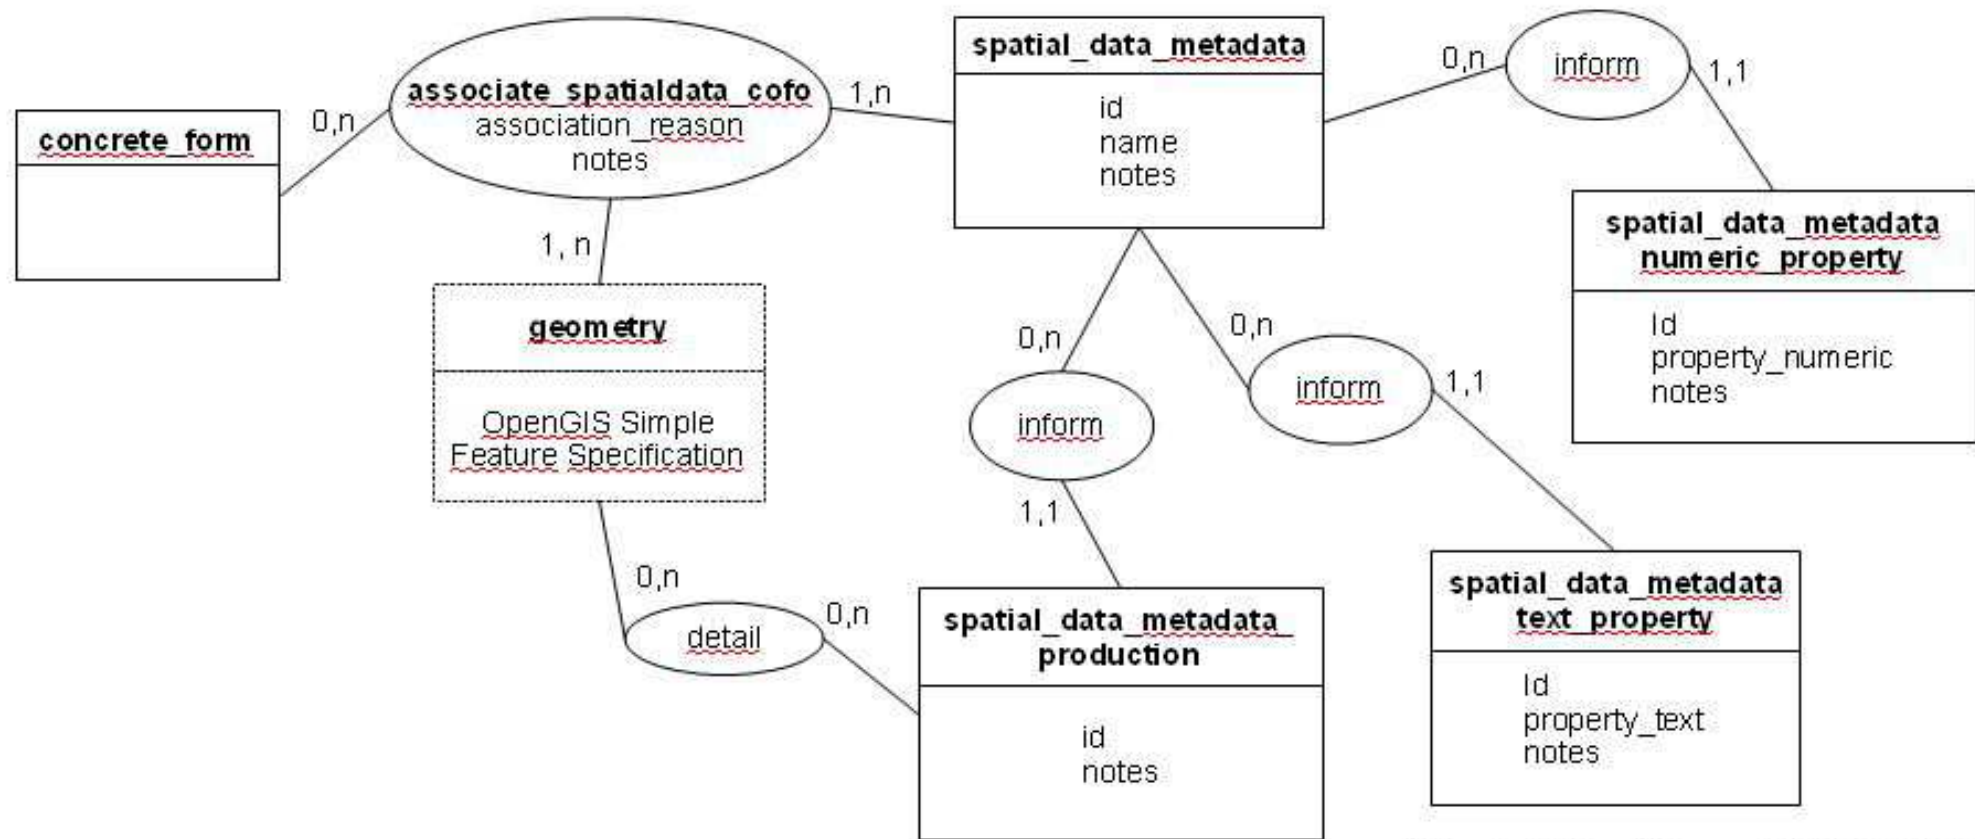 concrete_form
0,n
associate_spatialdata_cofo
association_reason
notes
1,n
spatial_data_metadata
id
name
notes
0,n
inform
1,1
spatial_data_metadata
numeric_property
Id
property_numeric
notes
1, n
geometry
OpenGIS Simple
Feature Specification
0,n
inform
1,1
0,n
inform
1,1
0,n
detail
0,n
spatial_data_metadata_
production
id
notes
spatial_data_metadata
text_property
Id
property_text
notes